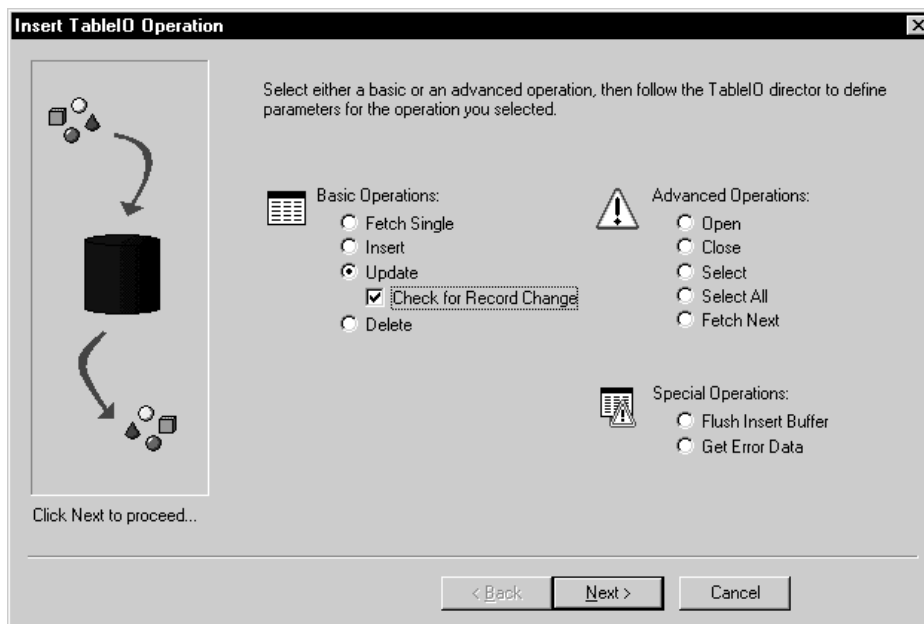 Insert TableIO Operation
Select either a basic or an advanced operation, then follow the TableIO director to define
parameters for the operation you selected.
Basic Operations:
Fetch Single
Insert
Update
Check for Record Change
Delete
Advanced Operations:
Open
Close
Select
Select All
Fetch Next
Special Operations:
Flush Insert Buffer
Get Error Data
Click Next to proceed...
< Back
Next >
Cancel